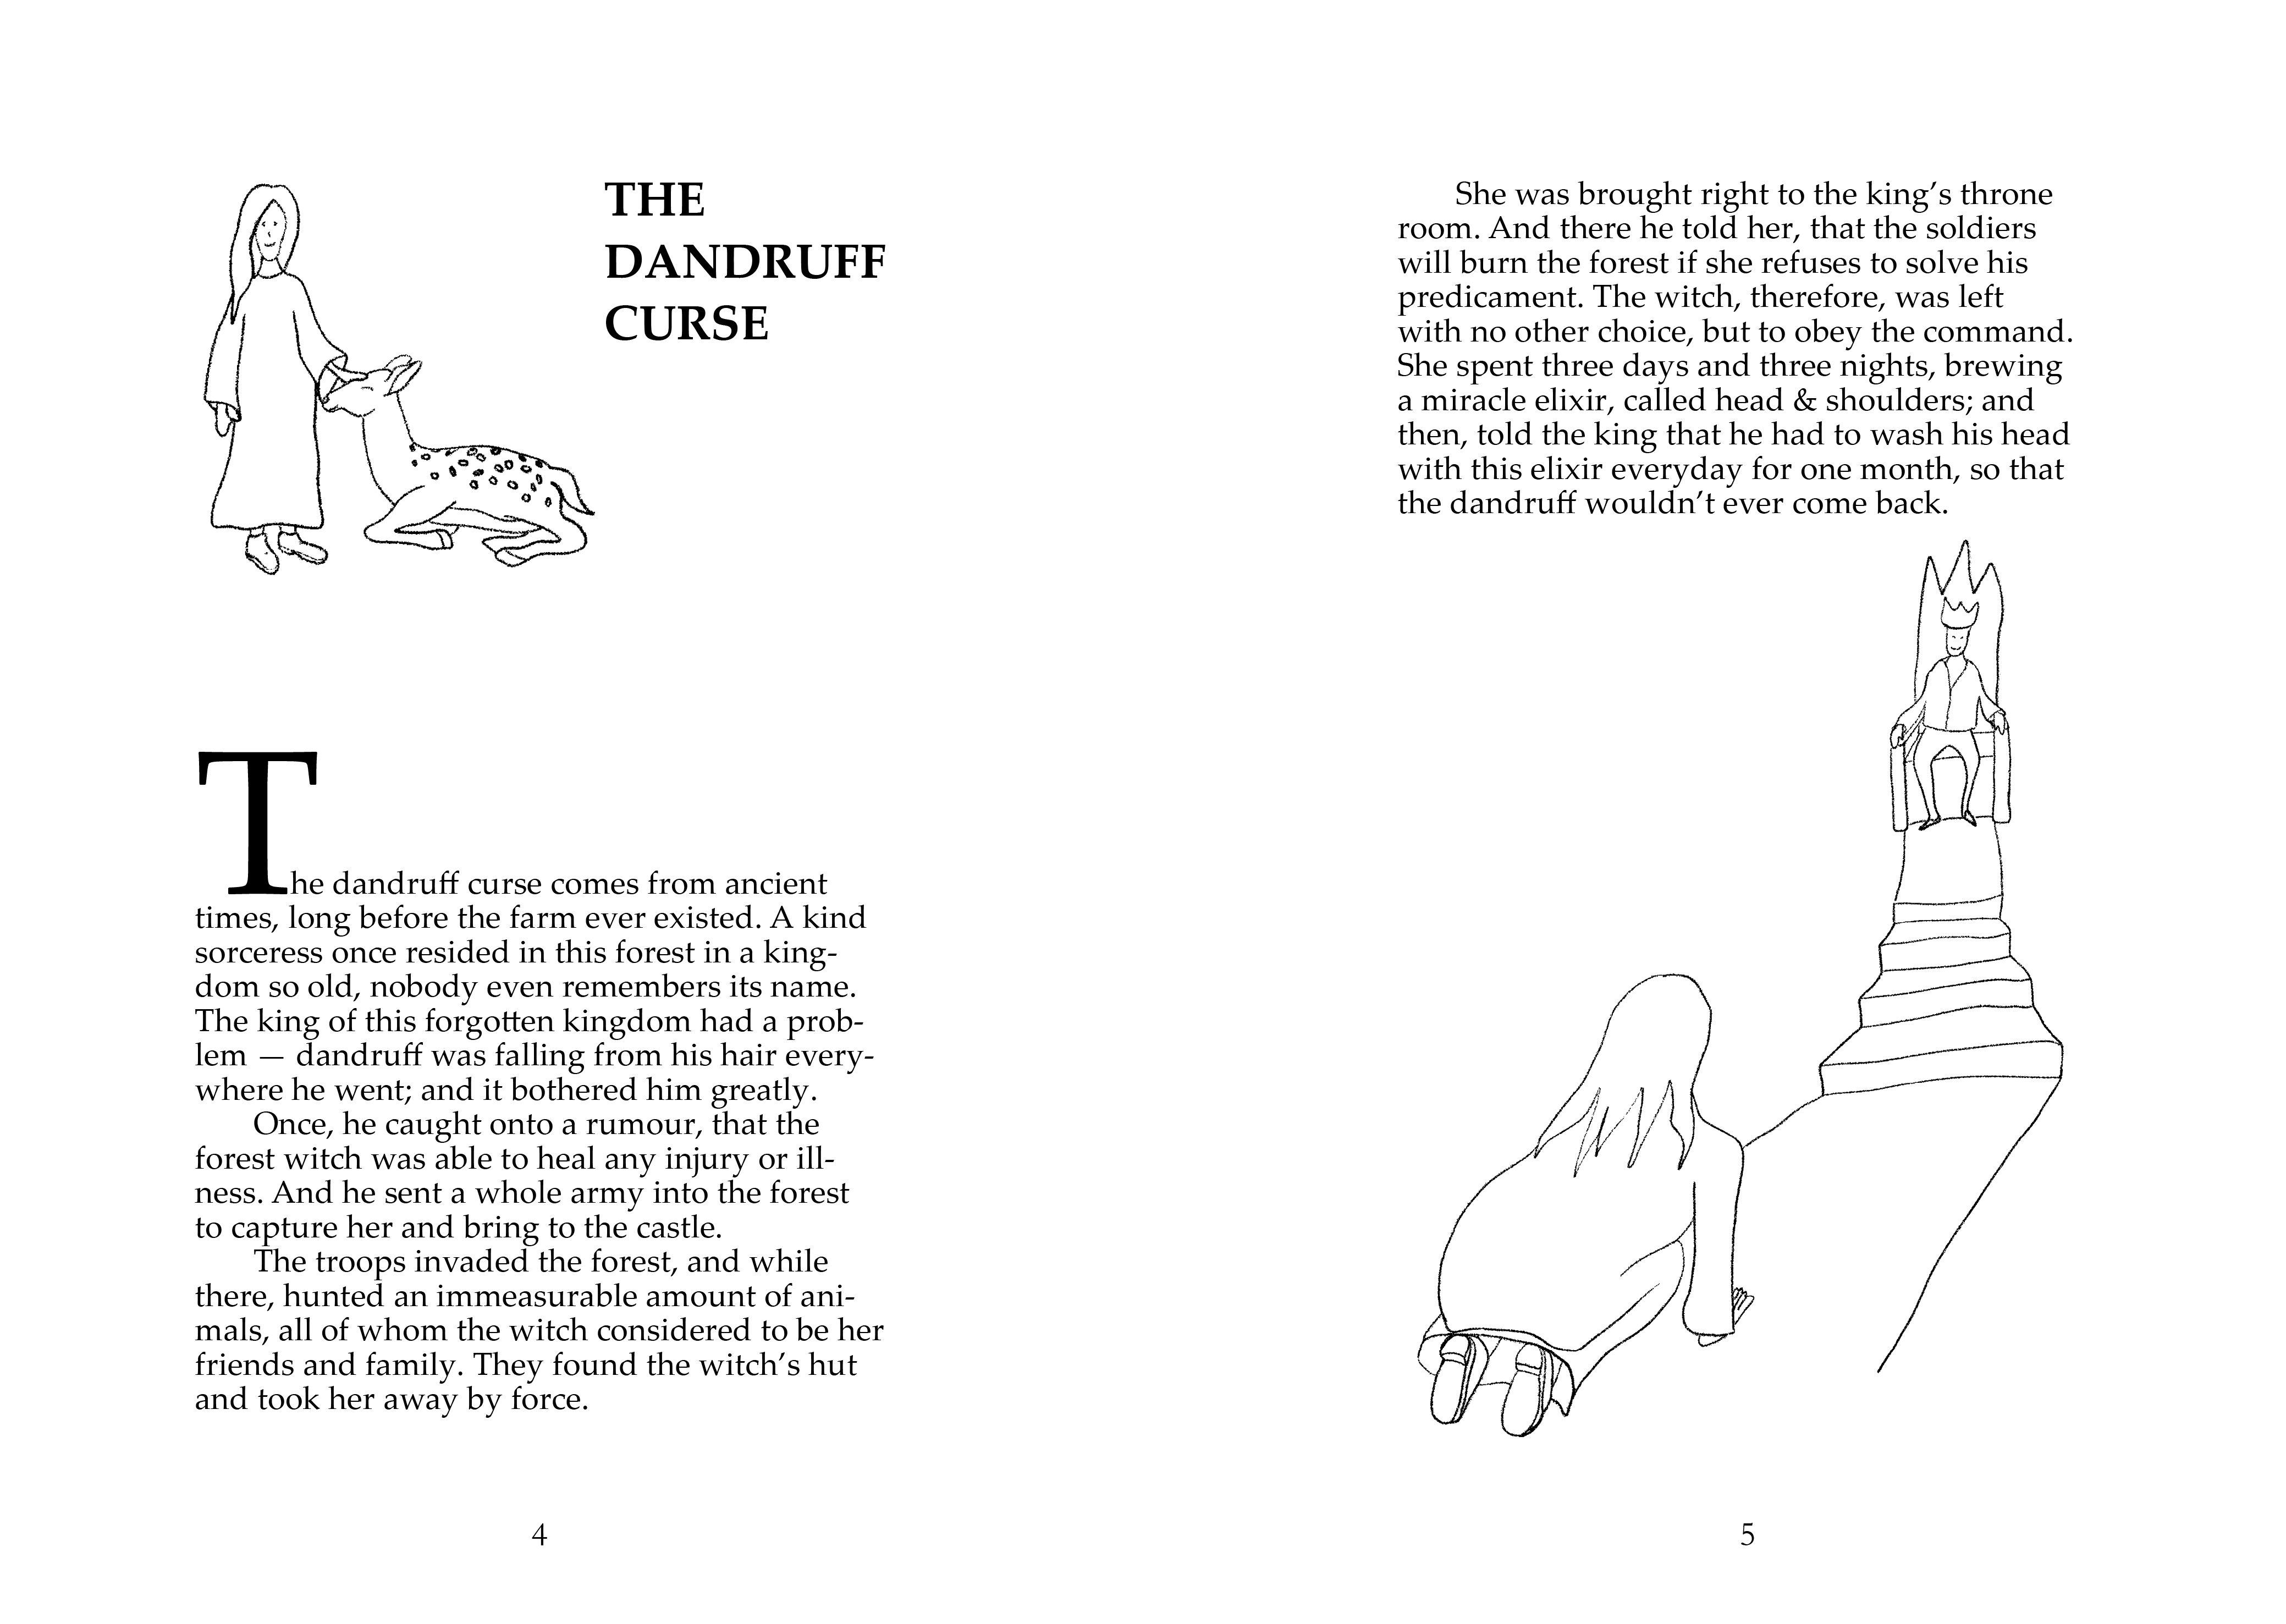 THE
DANDRUFF
CURSE
The dandruff curse comes from ancient
times, long before the farm ever existed. A kind
sorceress once resided in this forest in a king-
dom so old, nobody even remembers its name.
The king of this forgotten kingdom had a prob-
lem — dandruff was falling from his hair every-
where he went; and it bothered him greatly.
Once, he caught onto a rumour, that the
forest witch was able to heal any injury or ill-
ness. And he sent a whole army into the forest
to capture her and bring to the castle.
The troops invaded the forest, and while
there, hunted an immeasurable amount of ani-
mals, all of whom the witch considered to be her
friends and family. They found the witch’s hut
and took her away by force.
4
She was brought right to the king’s throne
room. And there he told her, that the soldiers
will burn the forest if she refuses to solve his
predicament. The witch, therefore, was left
with no other choice, but to obey the command.
She spent three days and three nights, brewing
a miracle elixir, called head & shoulders; and
then, told the king that he had to wash his head
with this elixir everyday for one month, so that
the dandruff wouldn’t ever come back.
5